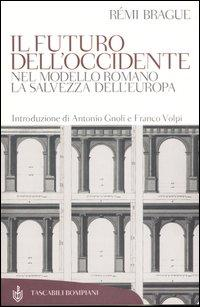 RÉMI BRAGUE
IL FUTURO
DELL'OCCIDENTE
NEL MODELLO ROMANO
LA SALVEZZA DELL'EUROPA
Introduzione di Antonio Gnoli e Franco Volpi
TASCABILI BOMPIANI